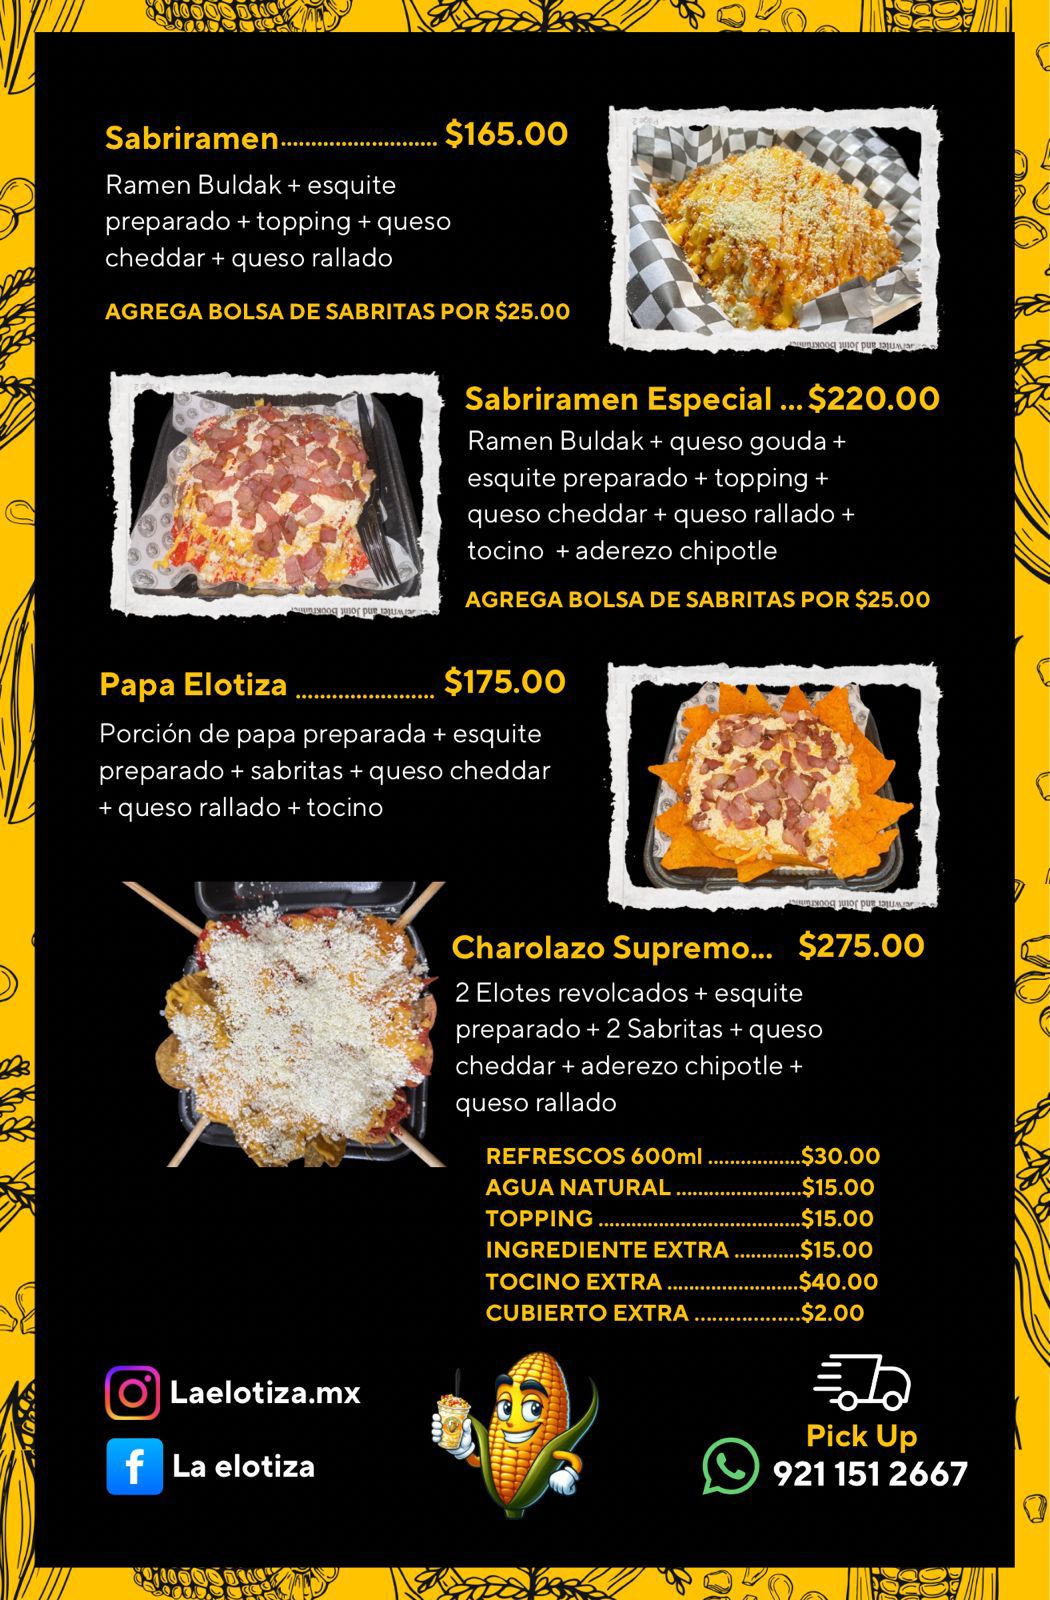 Sabriramen.......................... $165.00
Ramen Buldak + esquite
preparado + topping + queso
cheddar + queso rallado
AGREGA BOLSA DE SABRITAS POR $25.00
Sabriramen Especial ... $220.00
Ramen Buldak + queso gouda +
esquite preparado + topping +
queso cheddar + queso rallado +
tocino + aderezo chipotle
AGREGA BOLSA DE SABRITAS POR $25.00
Papa Elotiza ....................... $175.00
Porción de papa preparada + esquite
preparado + sabritas + queso cheddar
+ queso rallado + tocino
Charolazo Supremo... $275.00
2 Elotes revolcados + esquite
preparado + 2 Sabritas + queso
cheddar + aderezo chipotle +
queso rallado
REFRESCOS 600ml .................$30.00
AGUA NATURAL .......................$15.00
TOPPING .....................................$15.00
INGREDIENTE EXTRA ............$15.00
TOCINO EXTRA ........................$40.00
CUBIERTO EXTRA ...................$2.00
Laelotiza.mx
La elotiza
Pick Up
921 151 2667